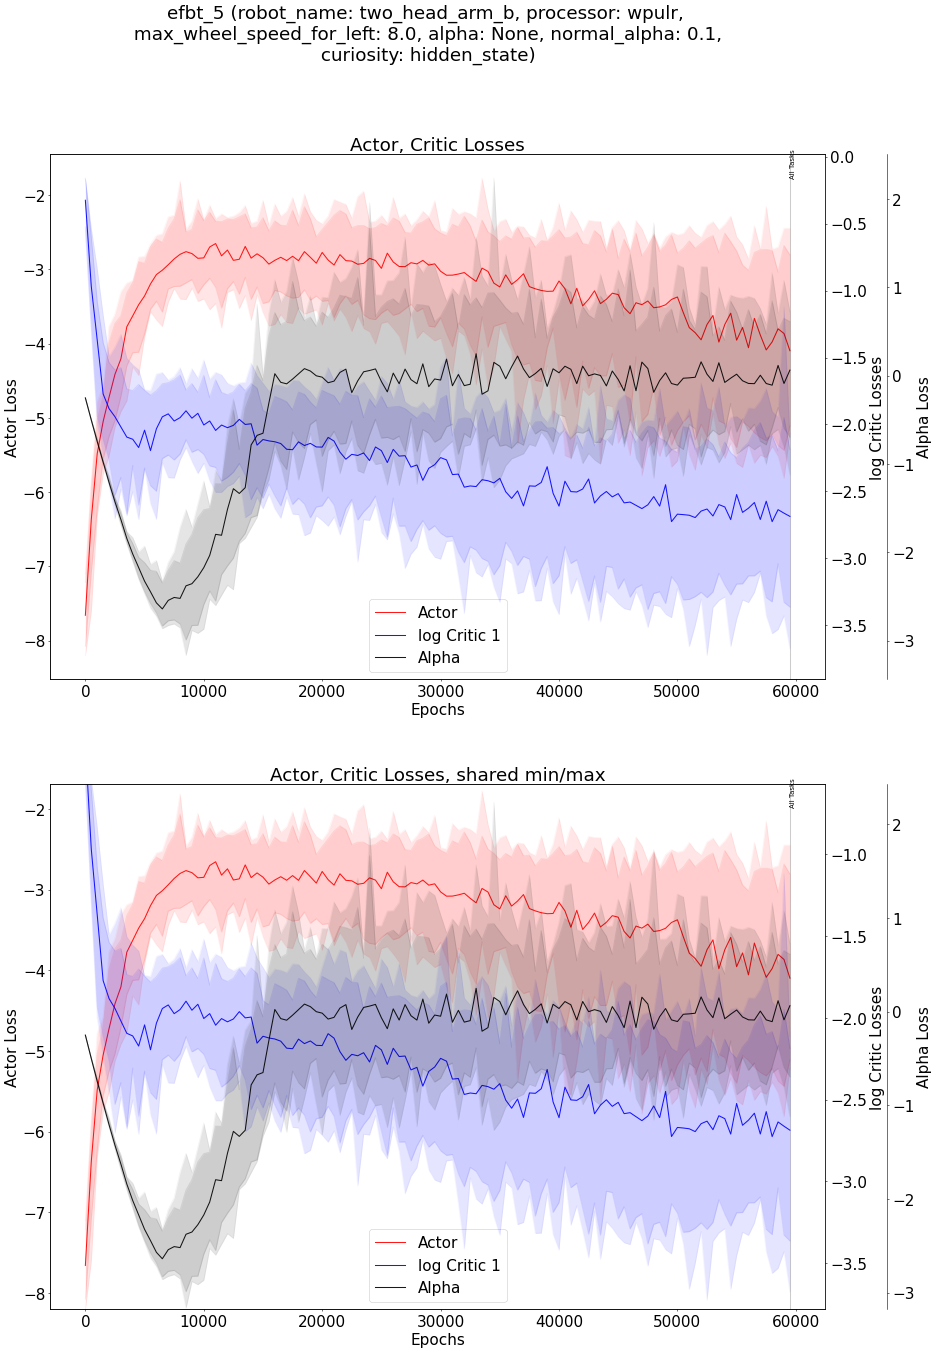 efbt_5 (robot_name: two_head_arm_b, processor: wpulr,
max_wheel_speed_for_left: 8.0, alpha: None, normal_alpha: 0.1,
curiosity: hidden_state)
Actor, Critic Losses
All Tasks
Actor Loss
−2
−3
−4
−5
−6
−7
−8
0.0
−0.5
−1.0
−1.5
−2.0
−2.5
−3.0
−3.5
log Critic Losses
2
1
0
−1
−2
−3
Alpha Loss
Actor
log Critic 1
Alpha
0 10000 20000 30000 40000 50000 60000
Epochs
Actor, Critic Losses, shared min/max
All Tasks
Actor Loss
−2
−3
−4
−5
−6
−7
−8
−1.0
−1.5
−2.0
−2.5
−3.0
−3.5
log Critic Losses
2
1
0
−1
−2
−3
Alpha Loss
Actor
log Critic 1
Alpha
0 10000 20000 30000 40000 50000 60000
Epochs